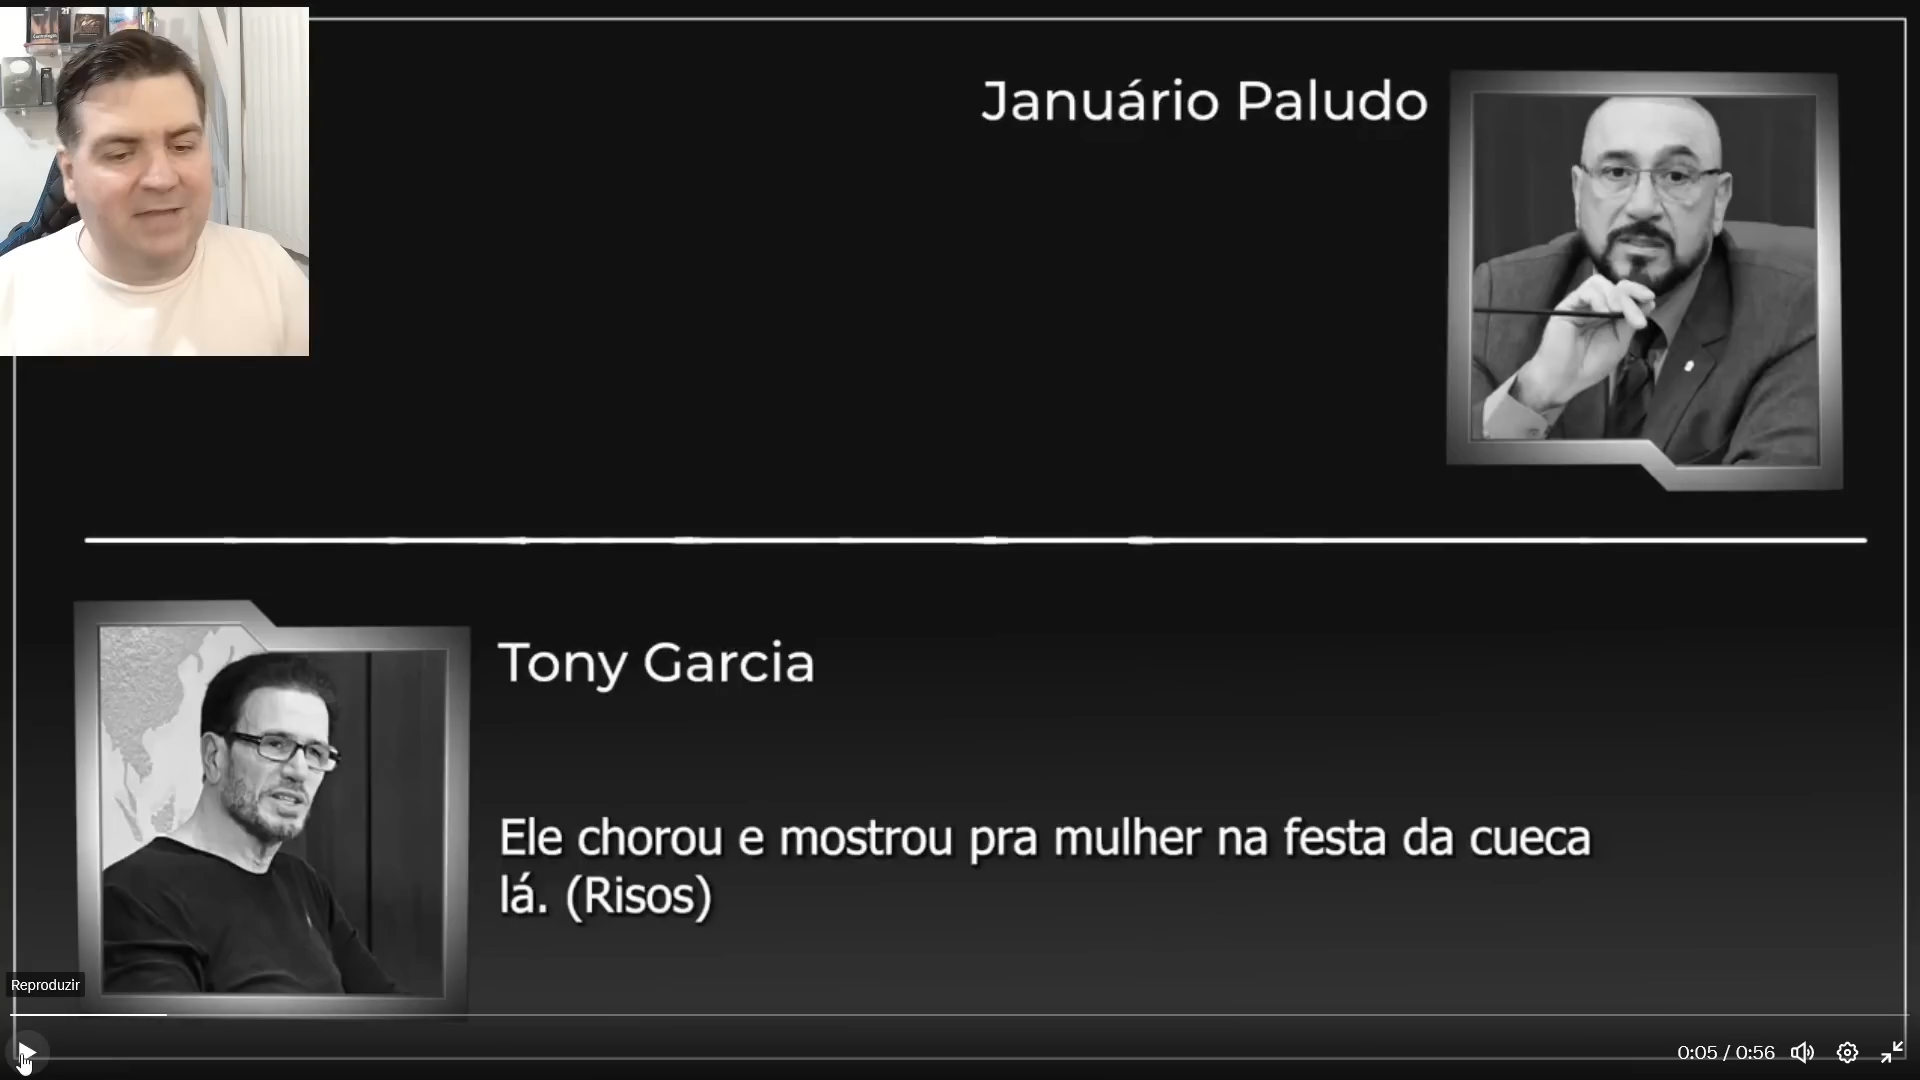 Januário Paludo
Tony Garcia
Ele chorou e mostrou pra mulher na festa da cueca
lá. (Risos)
Reproduzir
0:05 / 0:56